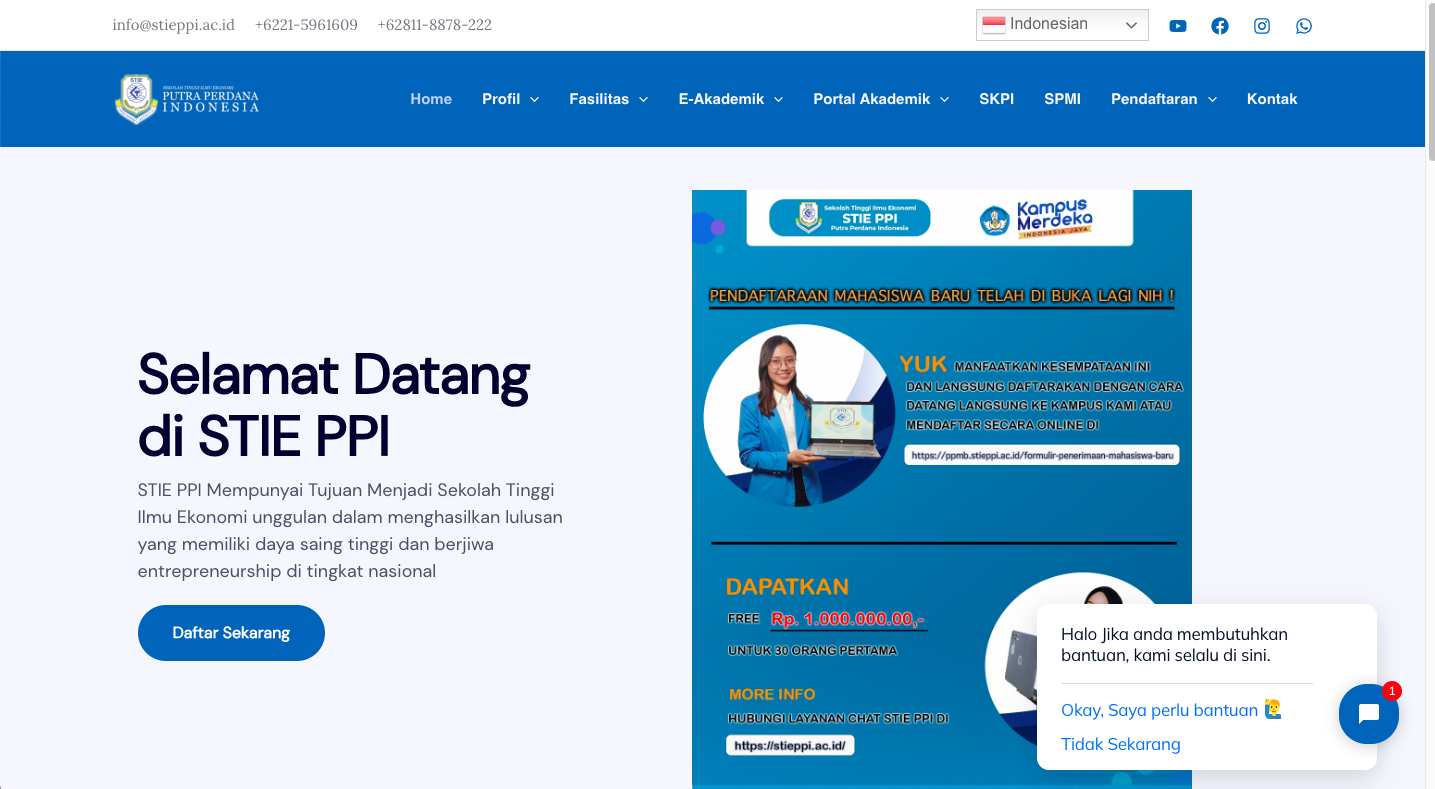 info@stieppi.ac.id +6221-5961609 +62811-8878-222
Indonesian
STIE
SEKOLAH TINGGI ILMU EKONOMI
PUTRA PERDANA
INDONESIA
Home Profil Fasilitas E-Akademik Portal Akademik SKPI SPMI Pendaftaran Kontak
Selamat Datang
di STIE PPI
STIE PPI Mempunyai Tujuan Menjadi Sekolah Tinggi
Ilmu Ekonomi unggulan dalam menghasilkan lulusan
yang memiliki daya saing tinggi dan berjiwa
entrepreneurship di tingkat nasional
Daftar Sekarang
Sekolah Tinggi Ilmu Ekonomi
STIE PPI
Putra Perdana Indonesia
Kampus
Merdeka
INDONESIA JAYA
PENDAFTARAAN MAHASISWA BARU TELAH DI BUKA LAGI NIH !
YUK MANFAATKAN KESEMPATAAN INI
DAN LANGSUNG DAFTARAKAN DENGAN CARA
DATANG LANGSUNG KE KAMPUS KAMI ATAU
MENDAFTAR SECARA ONLINE DI
https://ppmb.stieppi.ac.id/formulir-penerimaan-mahasiswa-baru
DAPATKAN
FREE Rp. 1.000.000.00,-
UNTUK 30 ORANG PERTAMA
MORE INFO
HUBUNGI LAYANAN CHAT STIE PPI DI
https://stieppi.ac.id/
Halo Jika anda membutuhkan
bantuan, kami selalu di sini.
Okay, Saya perlu bantuan 🙋‍♂️
Tidak Sekarang
1